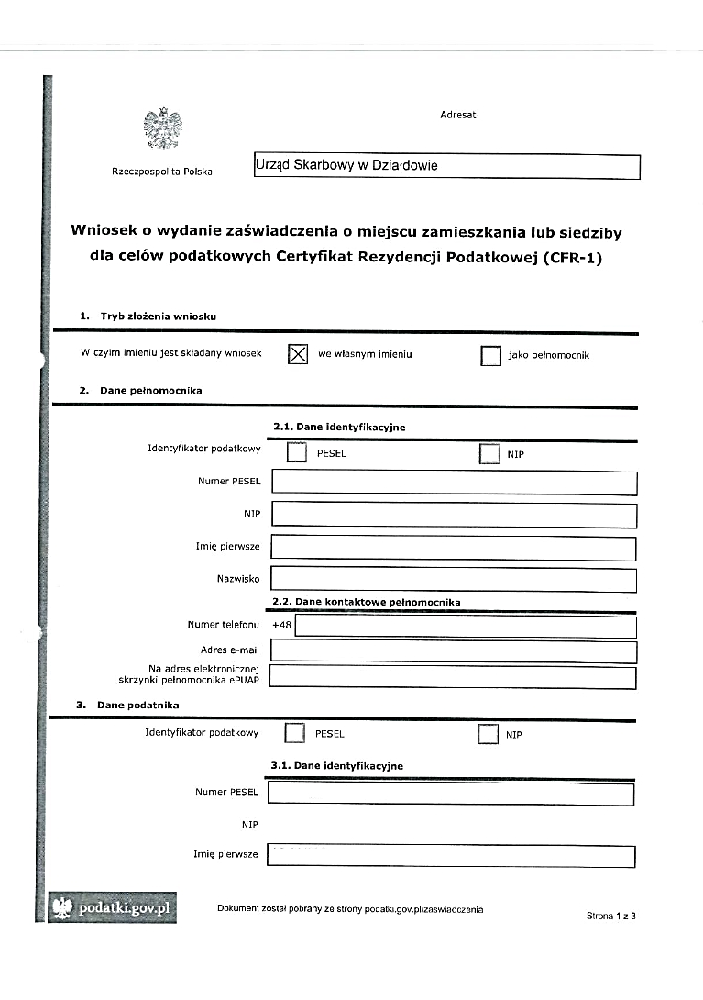 Adresat
Rzeczpospolita Polska
Urząd Skarbowy w Działdowie
Wniosek o wydanie zaświadczenia o miejscu zamieszkania lub siedziby
dla celów podatkowych Certyfikat Rezydencji Podatkowej (CFR-1)
1. Tryb złożenia wniosku
W czyim imieniu jest składany wniosek ☒ we własnym imieniu ☐ jako pełnomocnik
2. Dane pełnomocnika
2.1. Dane identyfikacyjne
Identyfikator podatkowy ☐ PESEL ☐ NIP
Numer PESEL
NIP
Imię pierwsze
Nazwisko
2.2. Dane kontaktowe pełnomocnika
Numer telefonu +48
Adres e-mail
Na adres elektronicznej
skrzynki pełnomocnika ePUAP
3. Dane podatnika
Identyfikator podatkowy ☐ PESEL ☐ NIP
3.1. Dane identyfikacyjne
Numer PESEL
NIP
Imię pierwsze
podatki.gov.pl
Dokument został pobrany ze strony podatki.gov.pl/zaswiadczenia
Strona 1 z 3